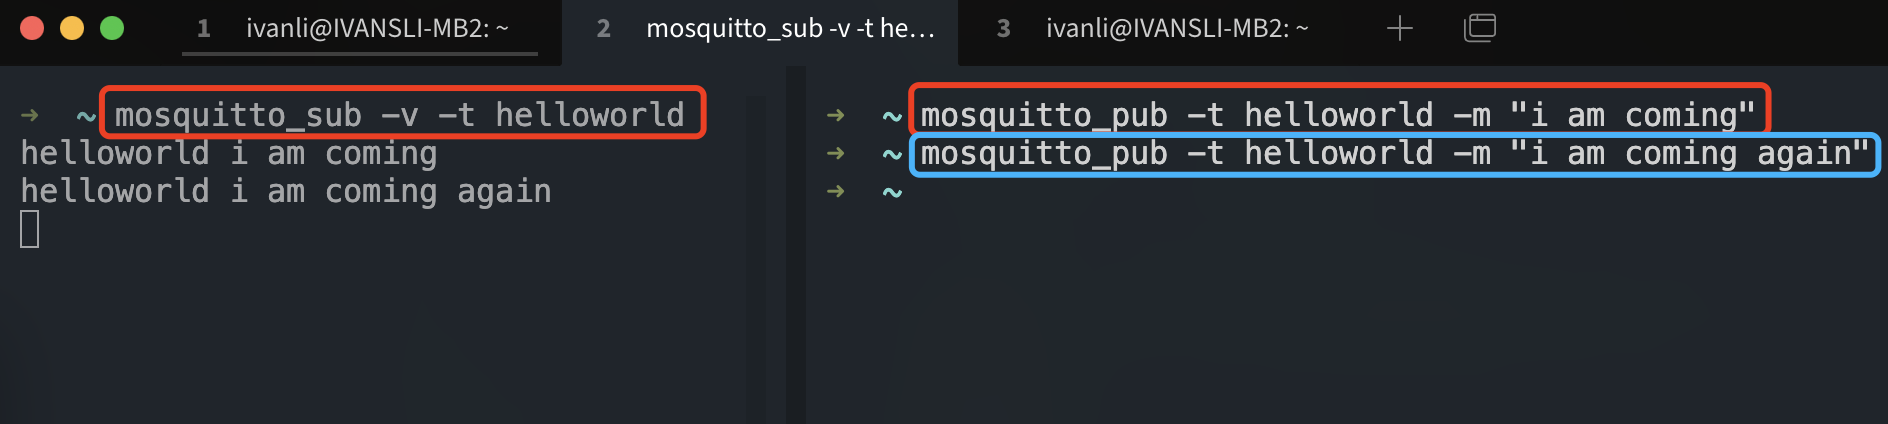 1 ivanli@IVANSLI-MB2: ~
2 mosquitto_sub -v -t he…
3 ivanli@IVANSLI-MB2: ~
➜ ~ mosquitto_sub -v -t helloworld
helloworld i am coming
helloworld i am coming again
➜ ~ mosquitto_pub -t helloworld -m "i am coming"
➜ ~ mosquitto_pub -t helloworld -m "i am coming again"
➜ ~